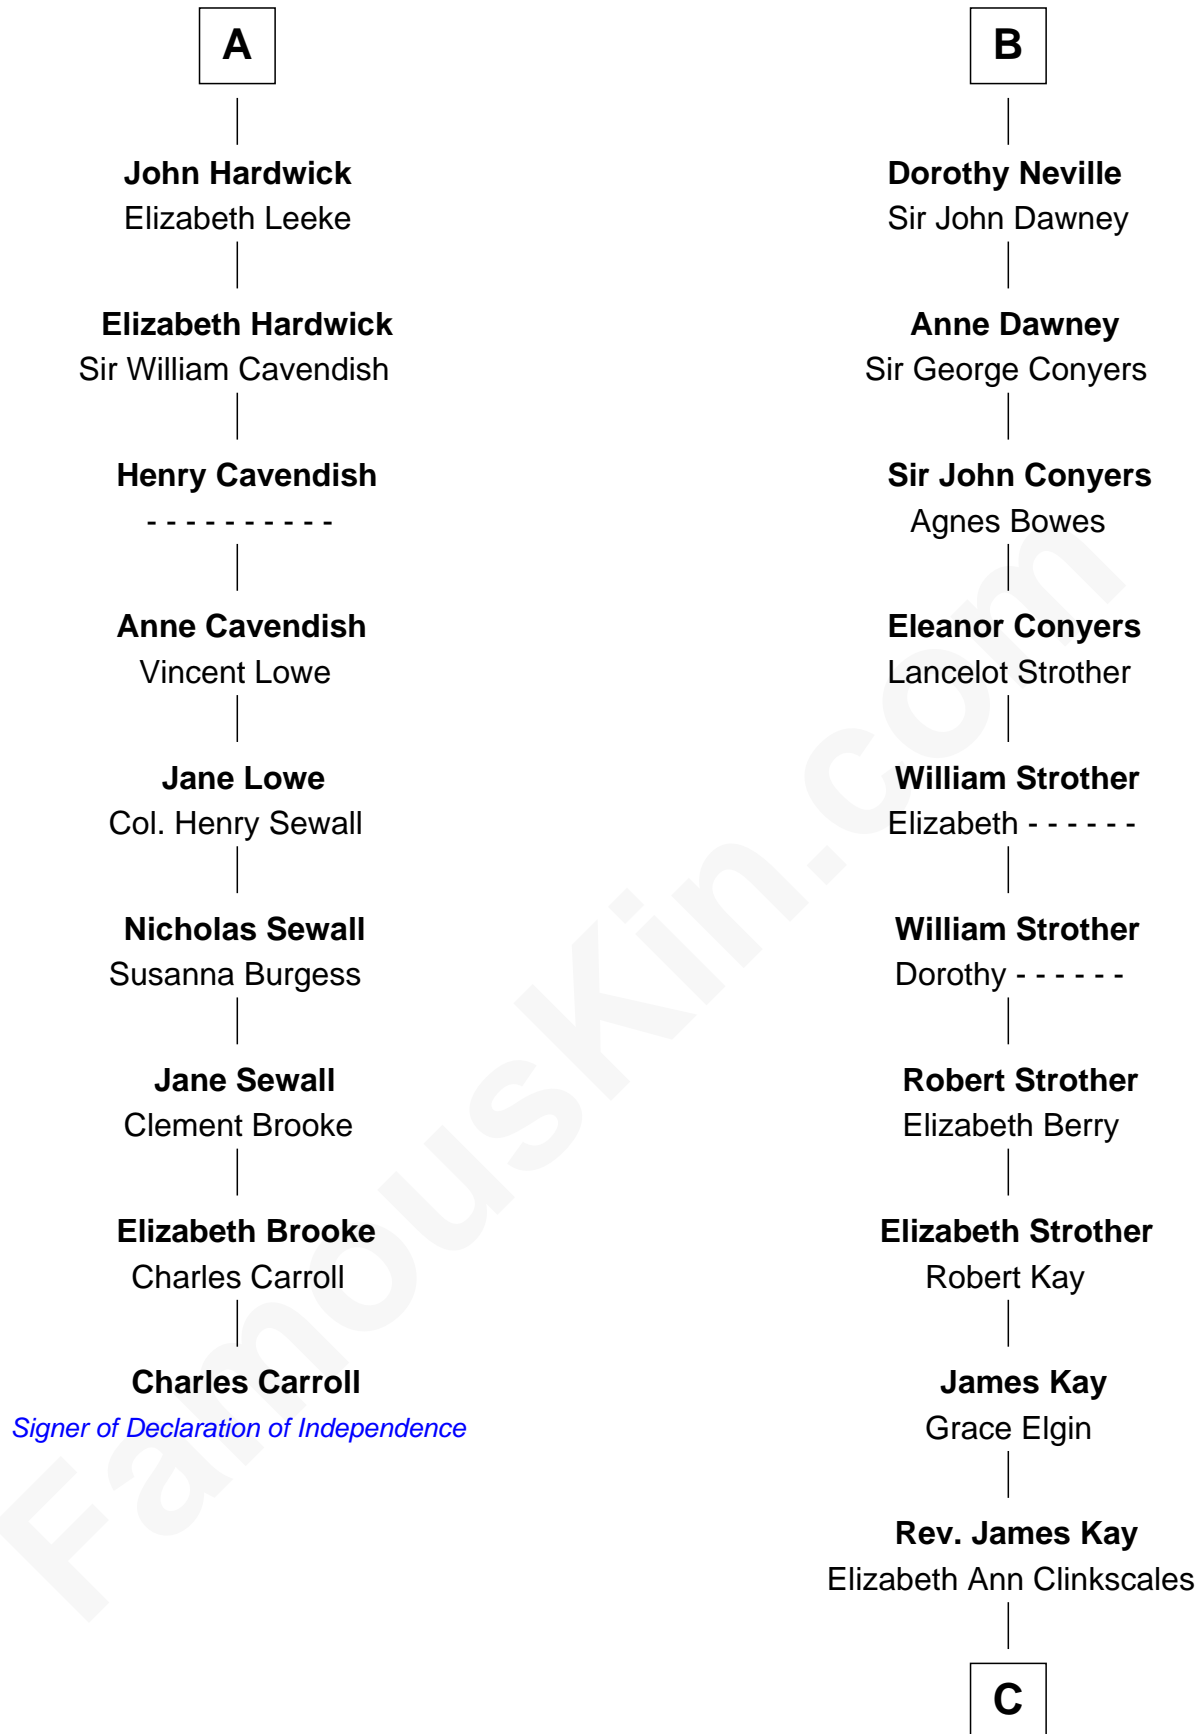 A
John Hardwick
Elizabeth Leeke
Elizabeth Hardwick
Sir William Cavendish
Henry Cavendish
- - - - - - - - - -
Anne Cavendish
Vincent Lowe
Jane Lowe
Col. Henry Sewall
Nicholas Sewall
Susanna Burgess
Jane Sewall
Clement Brooke
Elizabeth Brooke
Charles Carroll
Charles Carroll
Signer of Declaration of Independence
B
Dorothy Neville
Sir John Dawney
Anne Dawney
Sir George Conyers
Sir John Conyers
Agnes Bowes
Eleanor Conyers
Lancelot Strother
William Strother
Elizabeth - - - - - -
William Strother
Dorothy - - - - - -
Robert Strother
Elizabeth Berry
Elizabeth Strother
Robert Kay
James Kay
Grace Elgin
Rev. James Kay
Elizabeth Ann Clinkscales
C
FamousKin.com